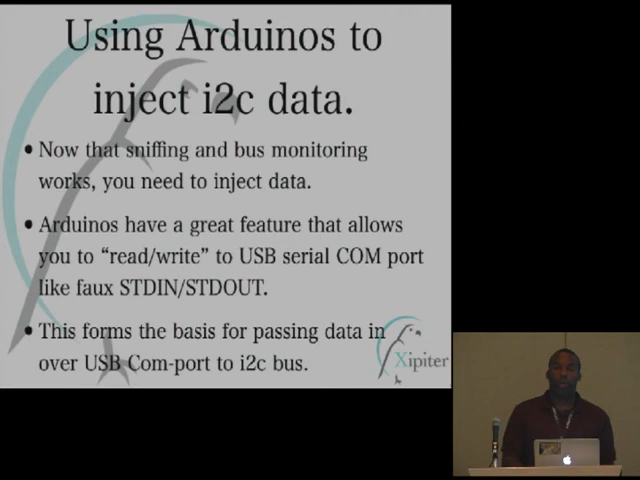 Using Arduinos to
inject i2c data.
• Now that sniffing and bus monitoring
works, you need to inject data.
• Arduinos have a great feature that allows
you to “read/write” to USB serial COM port
like faux STDIN/STDOUT.
• This forms the basis for passing data in
over USB Com-port to i2c bus.
Xipiter